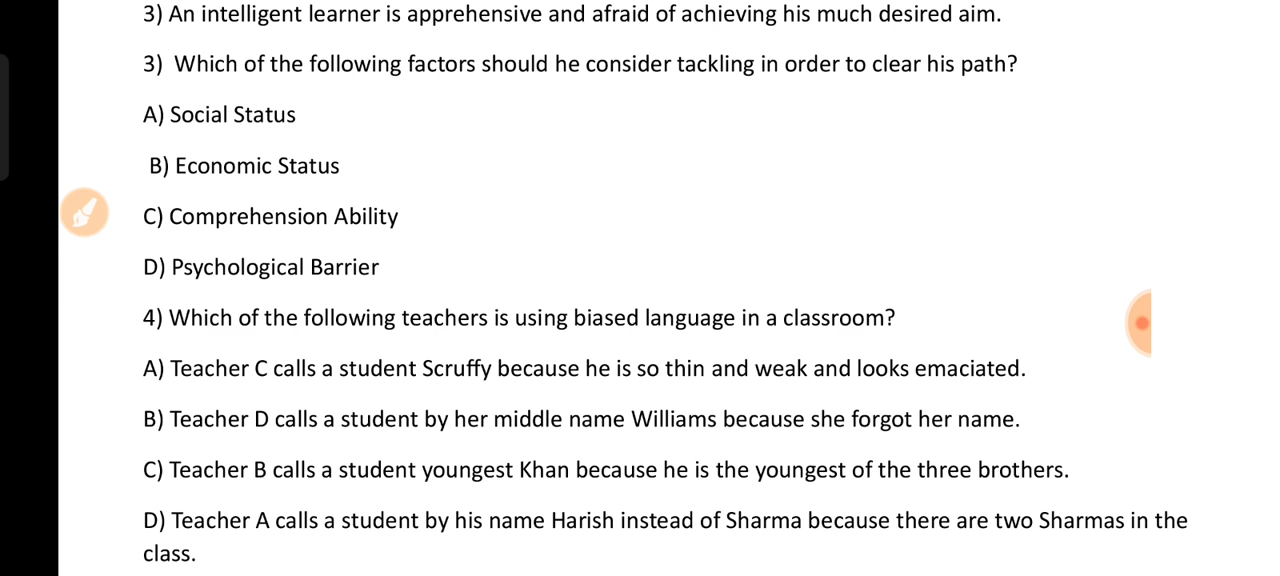 3) An intelligent learner is apprehensive and afraid of achieving his much desired aim.
3) Which of the following factors should he consider tackling in order to clear his path?
A) Social Status
B) Economic Status
C) Comprehension Ability
D) Psychological Barrier
4) Which of the following teachers is using biased language in a classroom?
A) Teacher C calls a student Scruffy because he is so thin and weak and looks emaciated.
B) Teacher D calls a student by her middle name Williams because she forgot her name.
C) Teacher B calls a student youngest Khan because he is the youngest of the three brothers.
D) Teacher A calls a student by his name Harish instead of Sharma because there are two Sharmas in the
class.